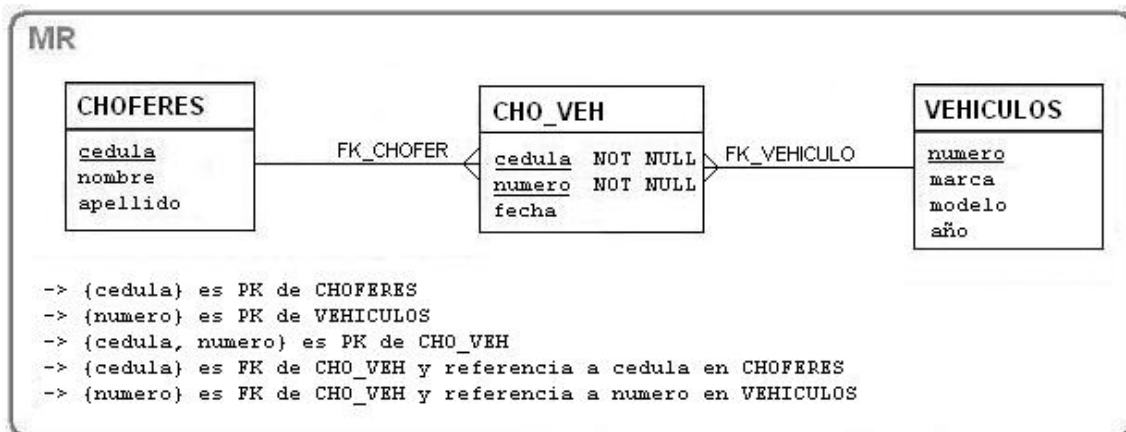 MR
CHOFERES
cedula
nombre
apellido
FK_CHOFER
CHO_VEH
cedula NOT NULL
numero NOT NULL
fecha
FK_VEHICULO
VEHICULOS
numero
marca
modelo
año
-> {cedula} es PK de CHOFERES
-> {numero} es PK de VEHICULOS
-> {cedula, numero} es PK de CHO_VEH
-> {cedula} es FK de CHO_VEH y referencia a cedula en CHOFERES
-> {numero} es FK de CHO_VEH y referencia a numero en VEHICULOS